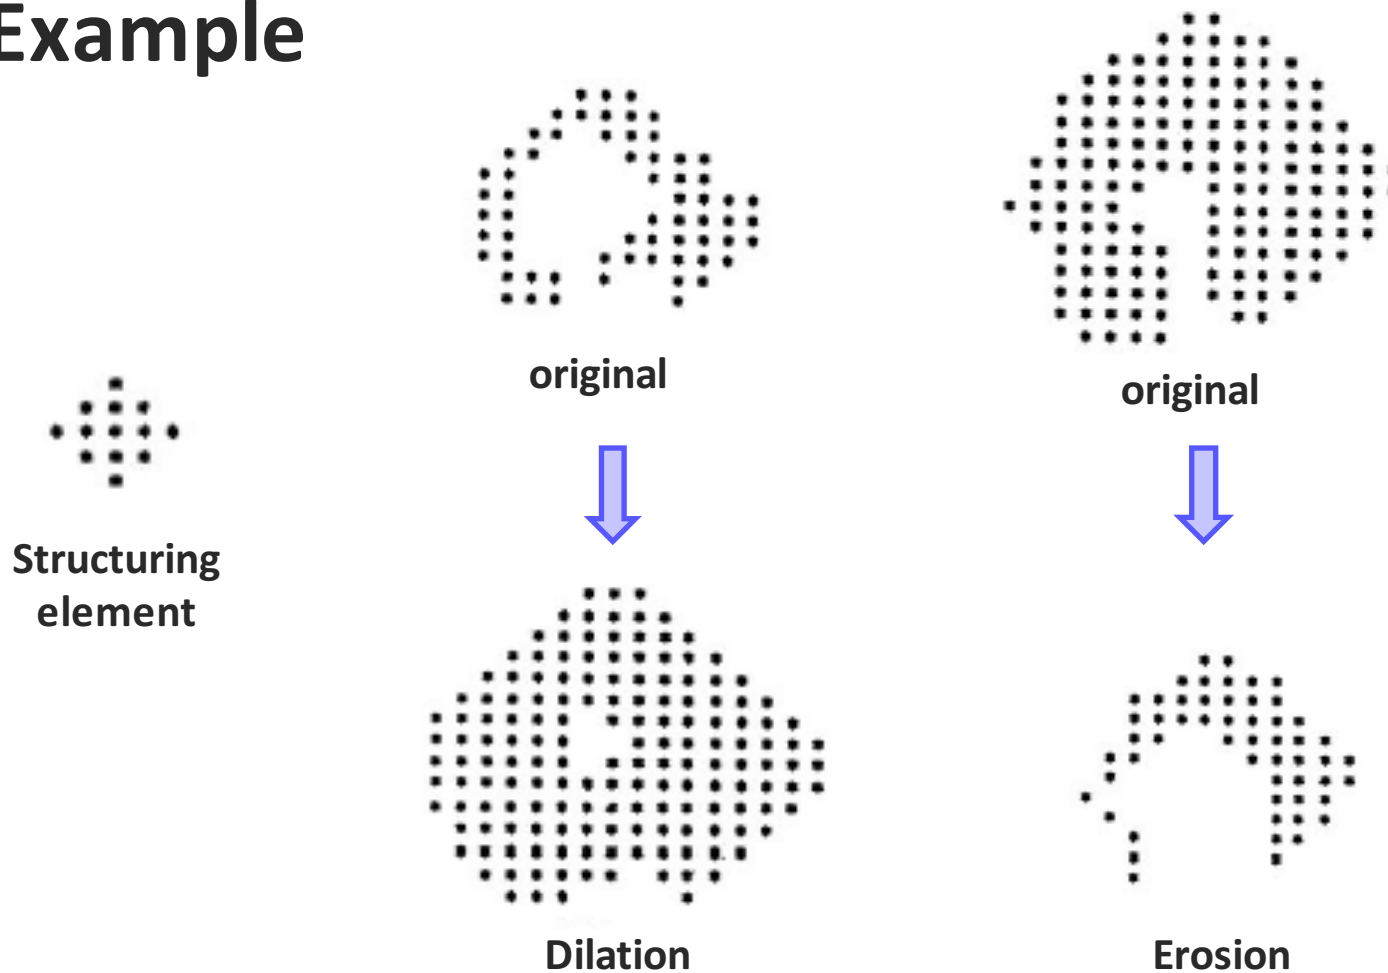 Example
original
original
Structuring
element
Dilation
Erosion